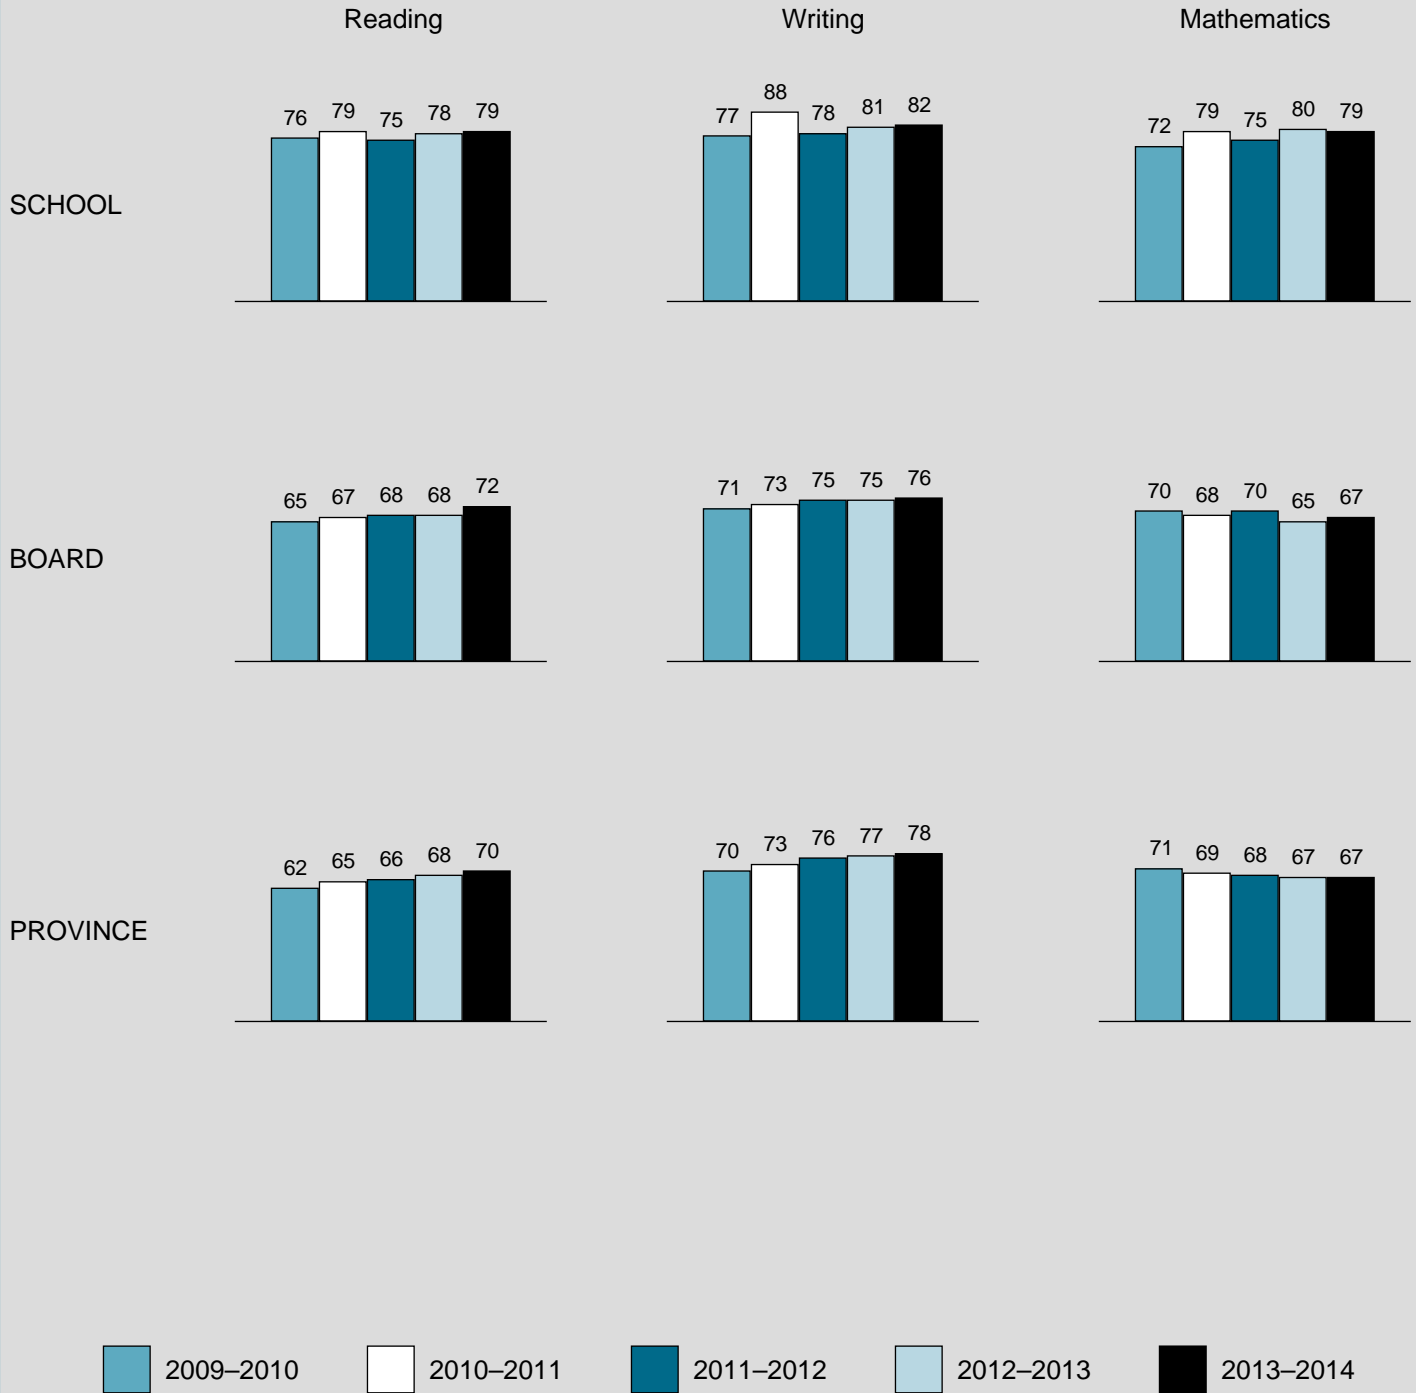 Reading Writing Mathematics
76 79 75 78 79 77 88 78 81 82 72 79 75 80 79
SCHOOL
65 67 68 68 72 71 73 75 75 76 70 68 70 65 67
BOARD
62 65 66 68 70 70 73 76 77 78 71 69 68 67 67
PROVINCE
2009–2010 2010–2011 2011–2012 2012–2013 2013–2014